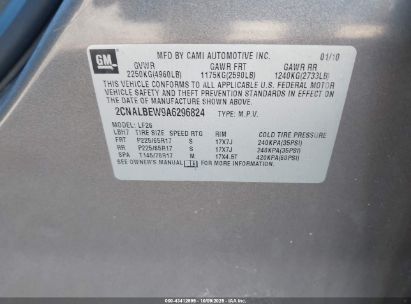 GM
MFD BY CAMI AUTOMOTIVE INC. 01/10
GVWR GAWR FRT GAWR RR
2250KG(4960LB) 1175KG(2590LB) 1240KG(2733LB)
THIS VEHICLE CONFORMS TO ALL APPLICABLE U.S. FEDERAL MOTOR
VEHICLE SAFETY, BUMPER, AND THEFT PREVENTION STANDARDS IN EFFECT ON
THE DATE OF MANUFACTURE SHOWN ABOVE.
2CNALBEW9A6296824 TYPE: M.P.V.
MODEL: LF26
LBH7 TIRE SIZE SPEED RTG RIM COLD TIRE PRESSURE
FRT P225/65R17 S 17X7J 240KPA(35PSI)
RR P225/65R17 S 17X7J 240KPA(35PSI)
SPA T145/70R17 M 17X4.5T 420KPA(60PSI)
SEE OWNER'S MANUAL